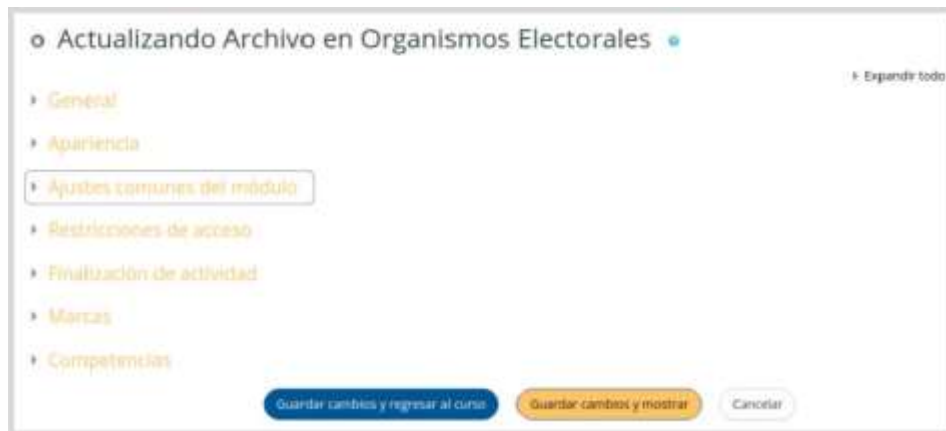 Actualizando Archivo en Organismos Electorales
Expandir todo
General
Apariencia
Ajustes comunes del módulo
Restricciones de acceso
Finalización de actividad
Marcas
Competencias
Guardar cambios y regresar al curso Guardar cambios y mostrar Cancelar